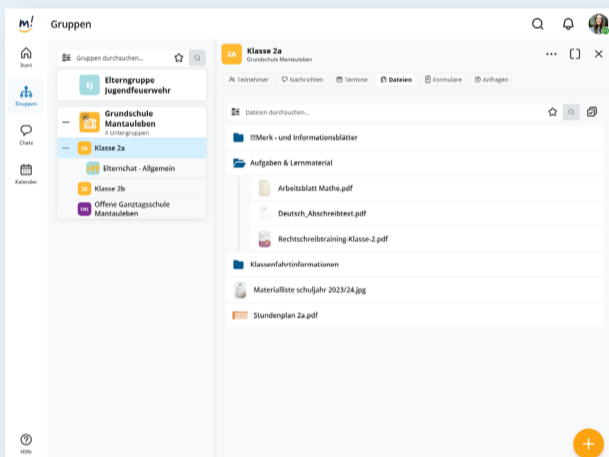 m!
Gruppen
Start
Gruppen
Chats
Kalender
Hilfe
Gruppen durchsuchen...
EJ
Elterngruppe
Jugendfeuerwehr
Grundschule
Mantauleben
4 Untergruppen
2A Klasse 2a
Elternchat - Allgemein
2B Klasse 2b
OG Offene Ganztagsschule
Mantauleben
2A
Klasse 2a
Grundschule Mantauleben
Teilnehmer Nachrichten Termine Dateien Formulare Anfragen
Dateien durchsuchen...
!!!Merk - und Informationsblätter
Aufgaben & Lernmaterial
Arbeitsblatt Mathe.pdf
Deutsch_Abschreibtext.pdf
Rechtschreibtraining-Klasse-2.pdf
Klassenfahrtinformationen
Materialliste schuljahr 2023/24.jpg
Stundenplan 2a.pdf